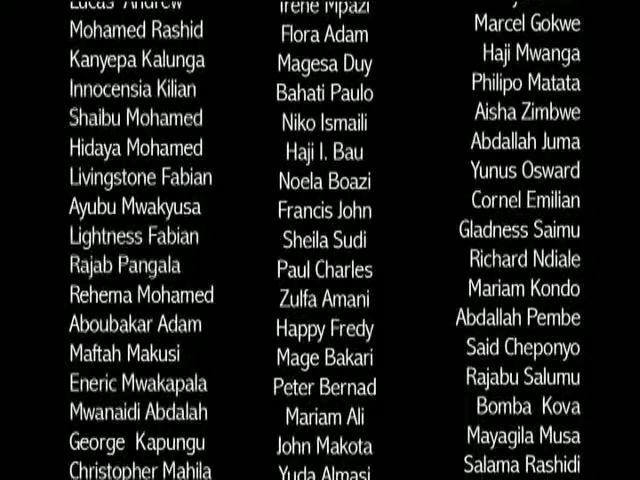 Lucas Andrew
Mohamed Rashid
Kanyepa Kalunga
Innocensia Kilian
Shaibu Mohamed
Hidaya Mohamed
Livingstone Fabian
Ayubu Mwakyusa
Lightness Fabian
Rajab Pangala
Rehema Mohamed
Aboubakar Adam
Maftah Makusi
Eneric Mwakapala
Mwanaidi Abdalah
George Kapungu
Christopher Mahila
Irene Mpazi
Flora Adam
Magesa Duy
Bahati Paulo
Niko Ismaili
Haji I. Bau
Noela Boazi
Francis John
Sheila Sudi
Paul Charles
Zulfa Amani
Happy Fredy
Mage Bakari
Peter Bernad
Mariam Ali
John Makota
Yuda Almasi
Marcel Gokwe
Haji Mwanga
Philipo Matata
Aisha Zimbwe
Abdallah Juma
Yunus Osward
Cornel Emilian
Gladness Saimu
Richard Ndiale
Mariam Kondo
Abdallah Pembe
Said Cheponyo
Rajabu Salumu
Bomba Kova
Mayagila Musa
Salama Rashidi